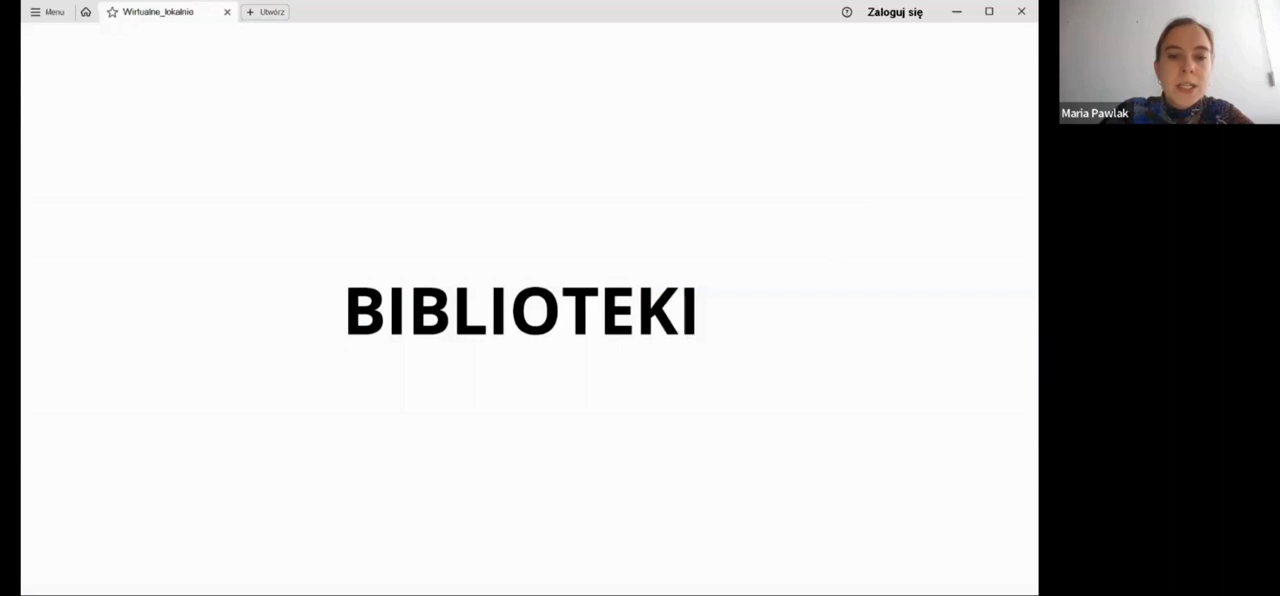 Menu
Wirtualne_lokalnie
Utwórz
Zaloguj się
Maria Pawlak
BIBLIOTEKI